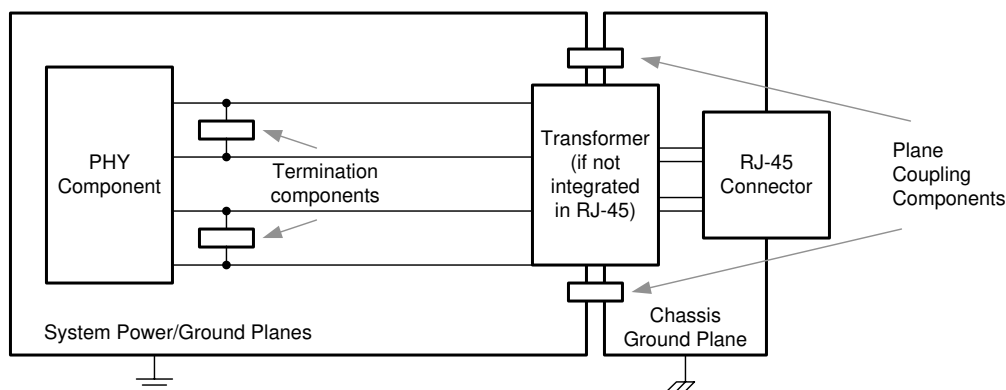 PHY
Component
Termination
components
Transformer
(if not
integrated
in RJ-45)
RJ-45
Connector
Plane
Coupling
Components
System Power/Ground Planes
Chassis
Ground Plane